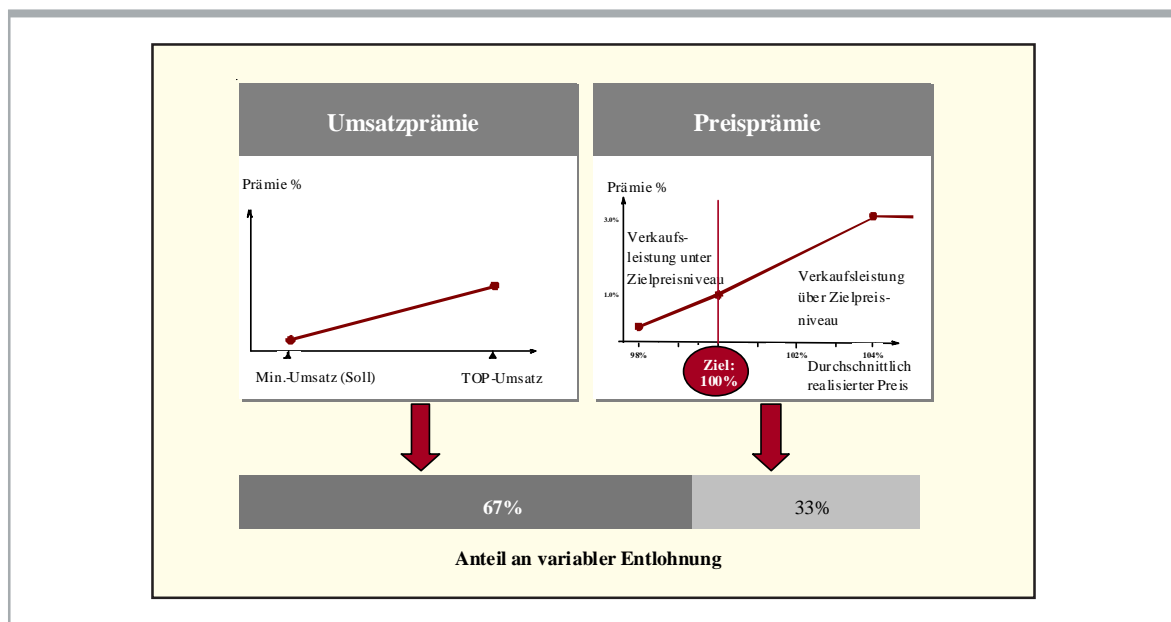 Umsatzprämie
Prämie %
Min.-Umsatz (Soll)
TOP-Umsatz
Preisprämie
Prämie %
3.0%
Verkaufs-
leistung unter
Zielpreisniveau
1.0%
Verkaufsleistung
über Zielpreis-
niveau
98%
Ziel:
100%
102%
104%
Durchschnittlich
realisierter Preis
67%
33%
Anteil an variabler Entlohnung